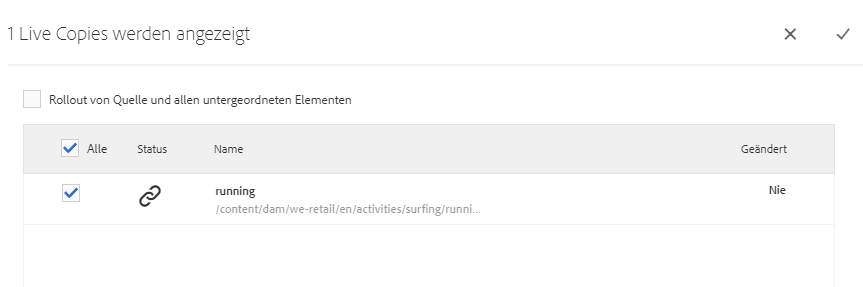 1 Live Copies werden angezeigt
Rollout von Quelle und allen untergeordneten Elementen
Alle Status Name Geändert
running Nie
/content/dam/we-retail/en/activities/surfing/runni...